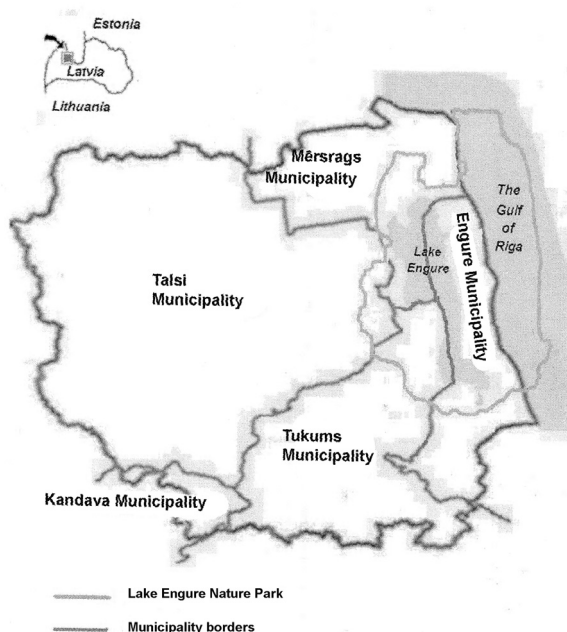 Estonia
Latvia
Lithuania
Mērsrags
Municipality
The
Gulf
of
Riga
Lake
Engure
Engure Municipality
Talsi
Municipality
Tukums
Municipality
Kandava Municipality
Lake Engure Nature Park
Municipality borders